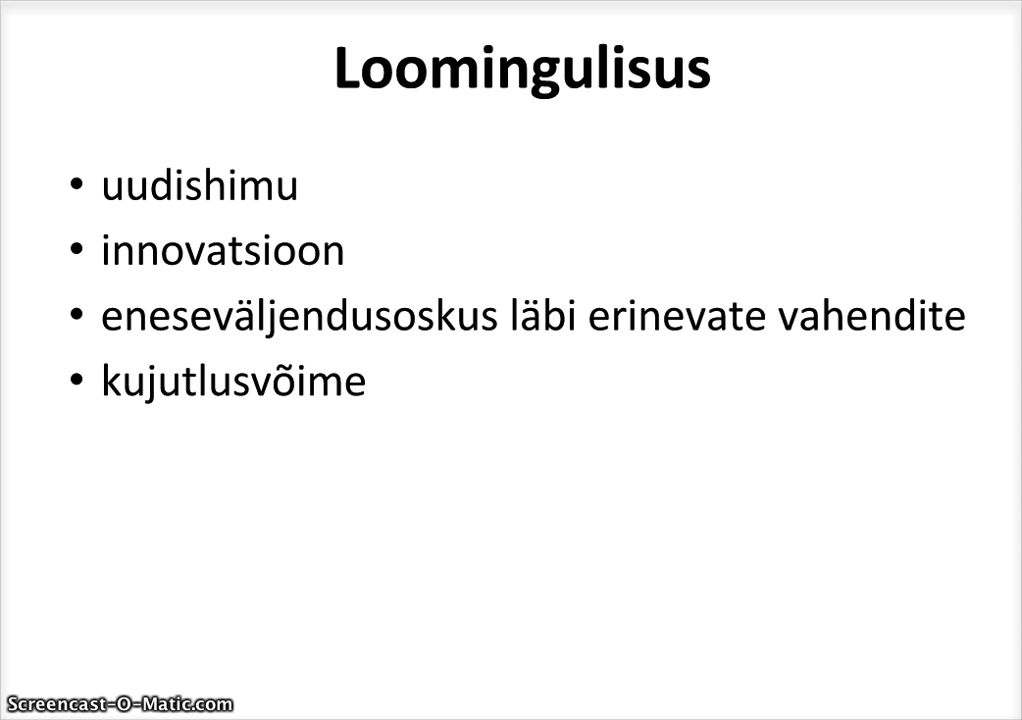 Loomingulisus
• uudishimu
• innovatsioon
• eneseväljendusoskus läbi erinevate vahendite
• kujutlusvõime
Screencast-O-Matic.com